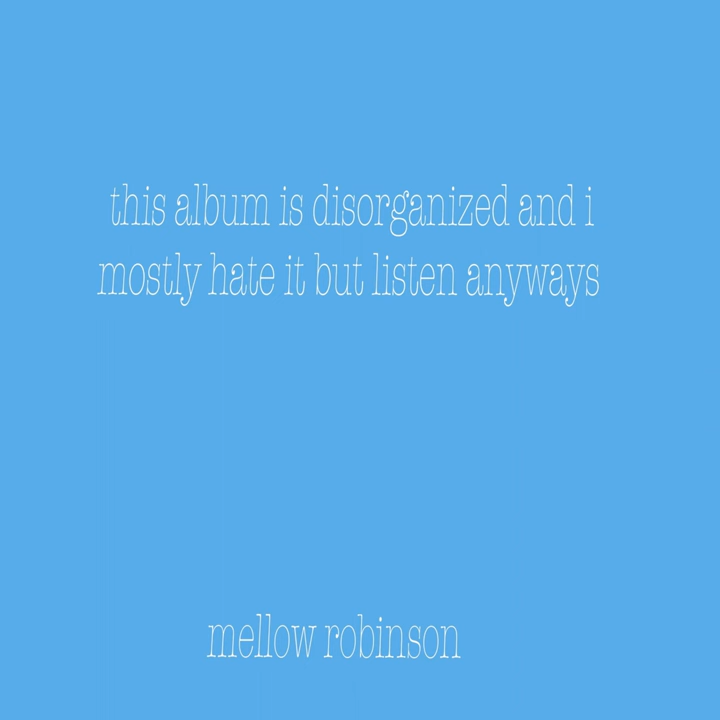 this album is disorganized and i
mostly hate it but listen anyways
mellow robinson